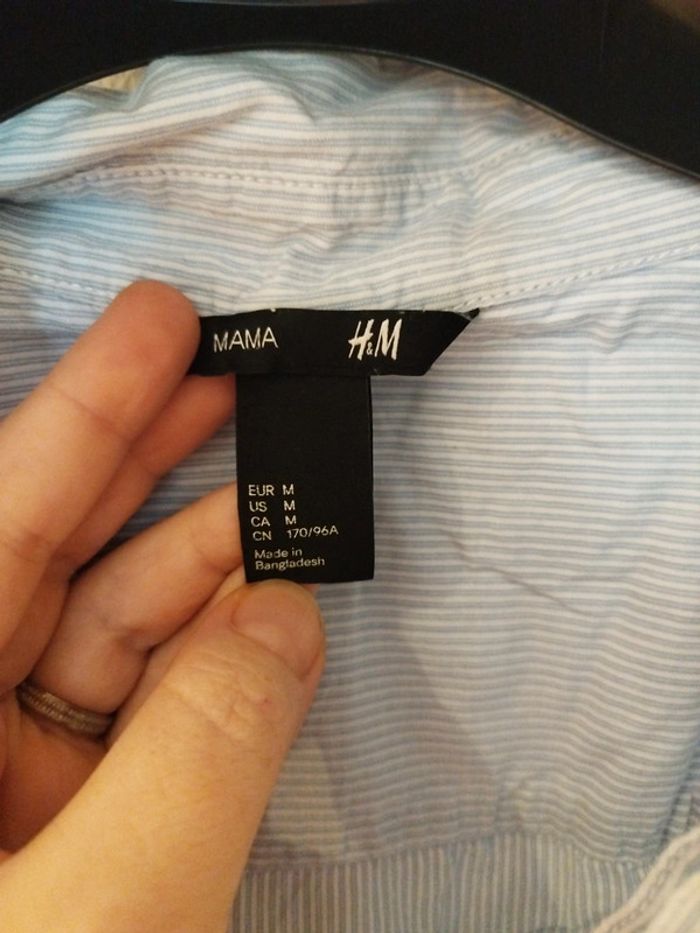 MAMA H&M
EUR M
US M
CA M
CN 170/96A
Made in
Bangladesh